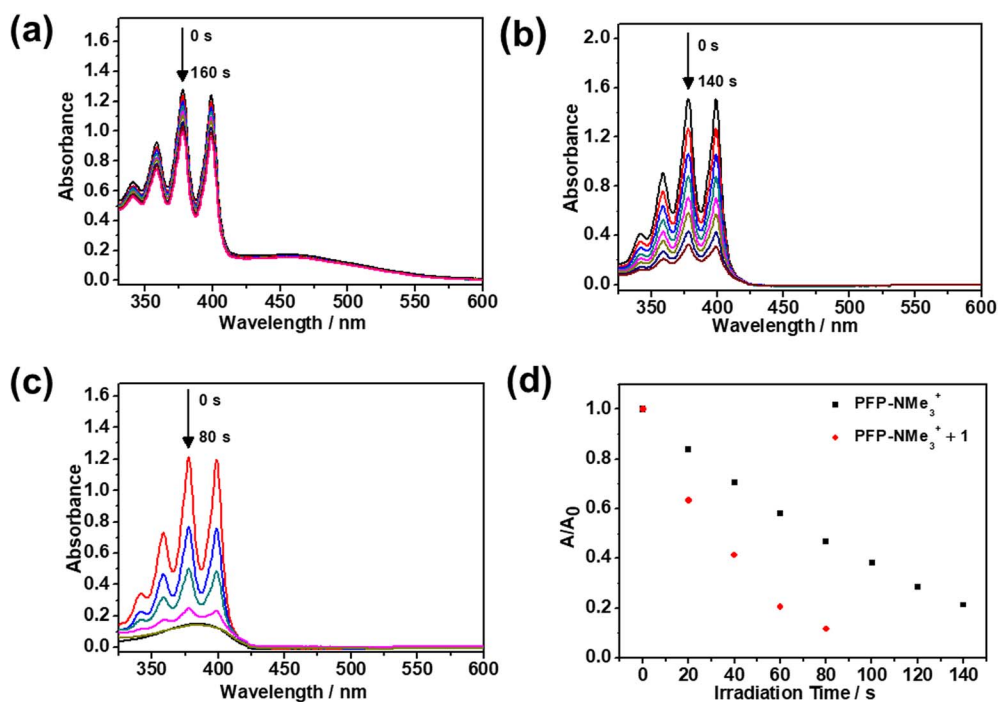 (a)
1.6
1.4
1.2
1.0
0.8
0.6
0.4
0.2
0.0
Absorbance
0 s
160 s
350
400
450
500
550
600
Wavelength / nm
(b)
2.0
1.6
1.2
0.8
0.4
0.0
Absorbance
0 s
140 s
350
400
450
500
550
600
Wavelength / nm
(c)
1.6
1.4
1.2
1.0
0.8
0.6
0.4
0.2
0.0
Absorbance
0 s
80 s
350
400
450
500
550
600
Wavelength / nm
(d)
1.0
0.8
0.6
0.4
0.2
0.0
A/A₀
PFP-NMe₃⁺
PFP-NMe₃⁺ + 1
0
20
40
60
80
100
120
140
Irradiation Time / s